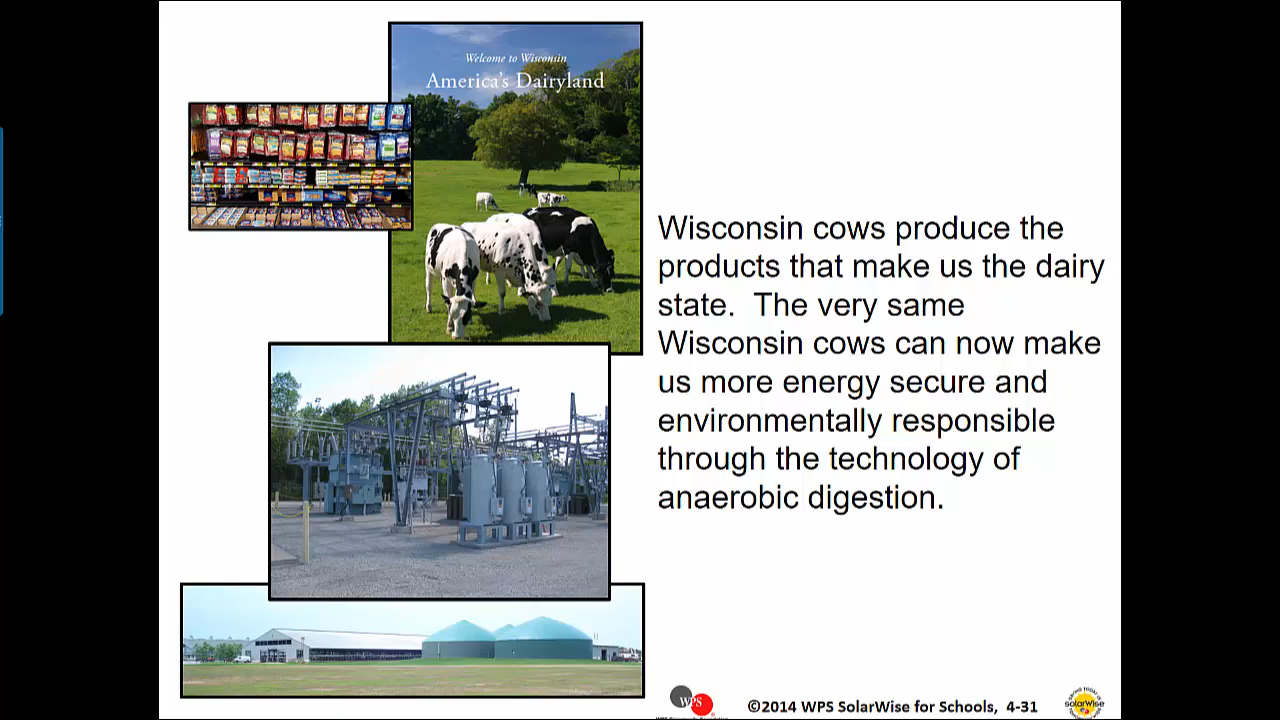 Welcome to Wisconsin
America's Dairyland
Wisconsin cows produce the
products that make us the dairy
state.  The very same
Wisconsin cows can now make
us more energy secure and
environmentally responsible
through the technology of
anaerobic digestion.
WPS
©2014 WPS SolarWise for Schools,  4-31
solarWise